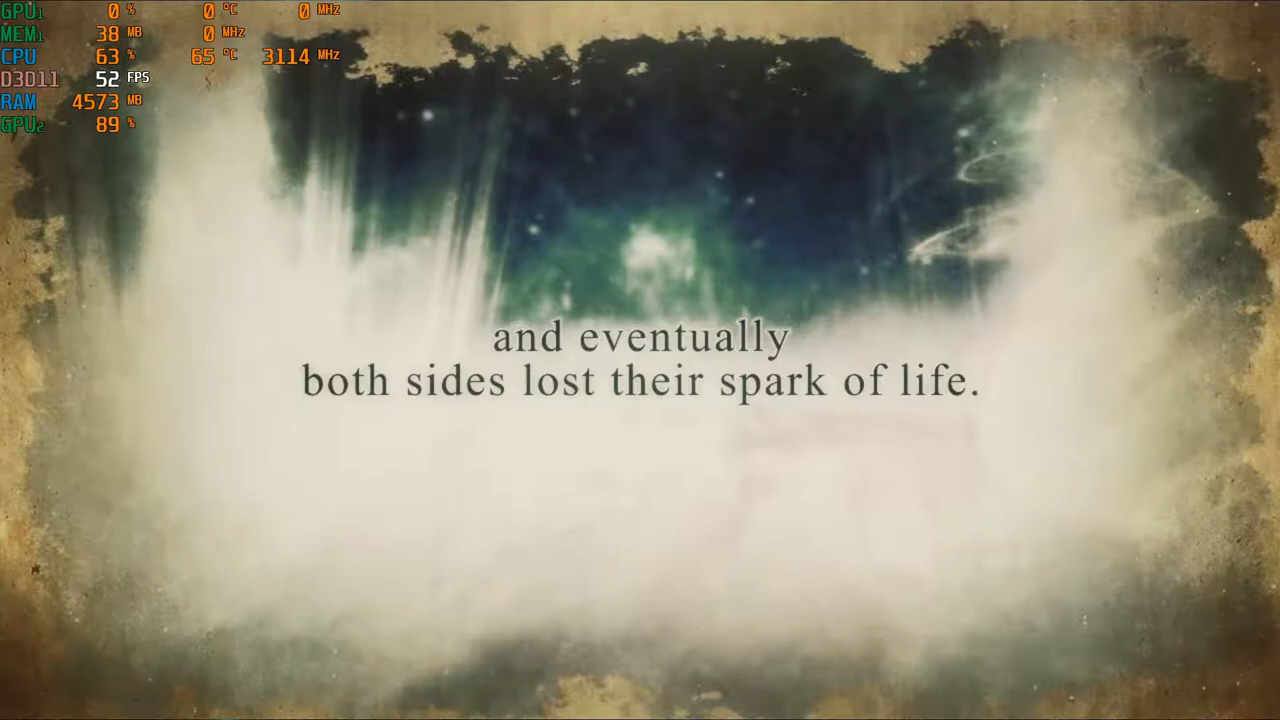 GPU1 0 % 0 °C 0 MHz
MEM1 38 MB 0 MHz
CPU 63 % 65 °C 3114 MHz
D3D11 52 FPS
RAM 4573 MB
GPU2 89 %
and eventually
both sides lost their spark of life.